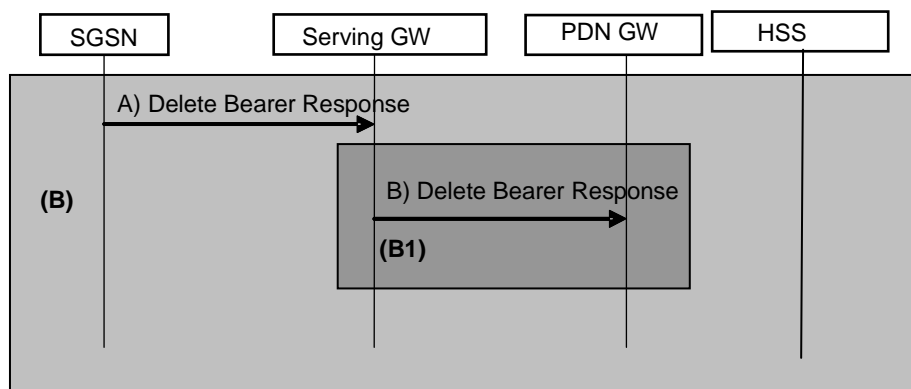 SGSN
Serving GW
PDN GW
HSS
A) Delete Bearer Response
(B)
B) Delete Bearer Response
(B1)